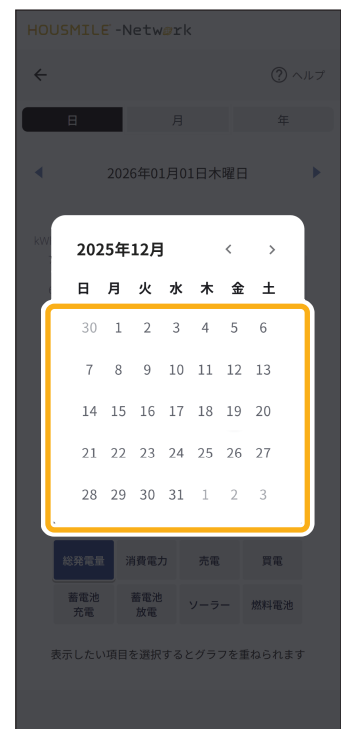 HOUSMILE e-Network
ヘルプ
日 月 年
2026年01月01日木曜日
kW
2025年12月
日 月 火 水 木 金 土
30 1 2 3 4 5 6
7 8 9 10 11 12 13
14 15 16 17 18 19 20
21 22 23 24 25 26 27
28 29 30 31 1 2 3
総発電量 消費電力 売電 買電
蓄電池 蓄電池 ソーラー 燃料電池
充電 放電
表示したい項目を選択するとグラフを重ねられます